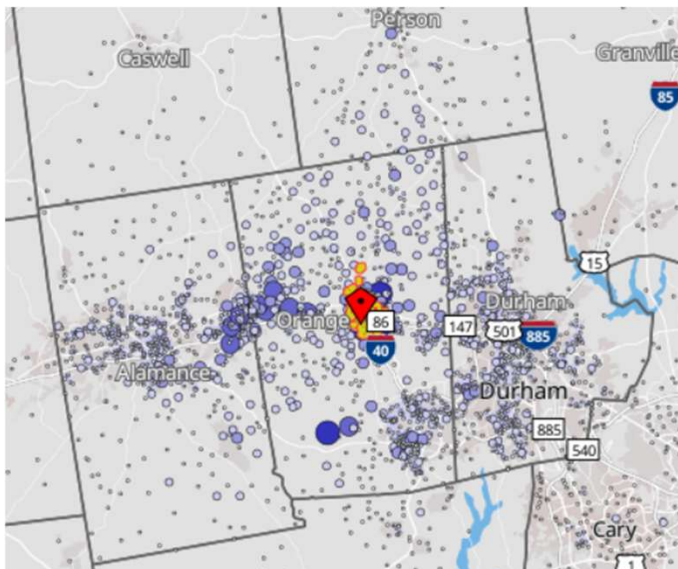 Person
Caswell
Granville
85
15
Durham
Orange
86
147
501
885
40
Alamance
Durham
885
540
Cary
1